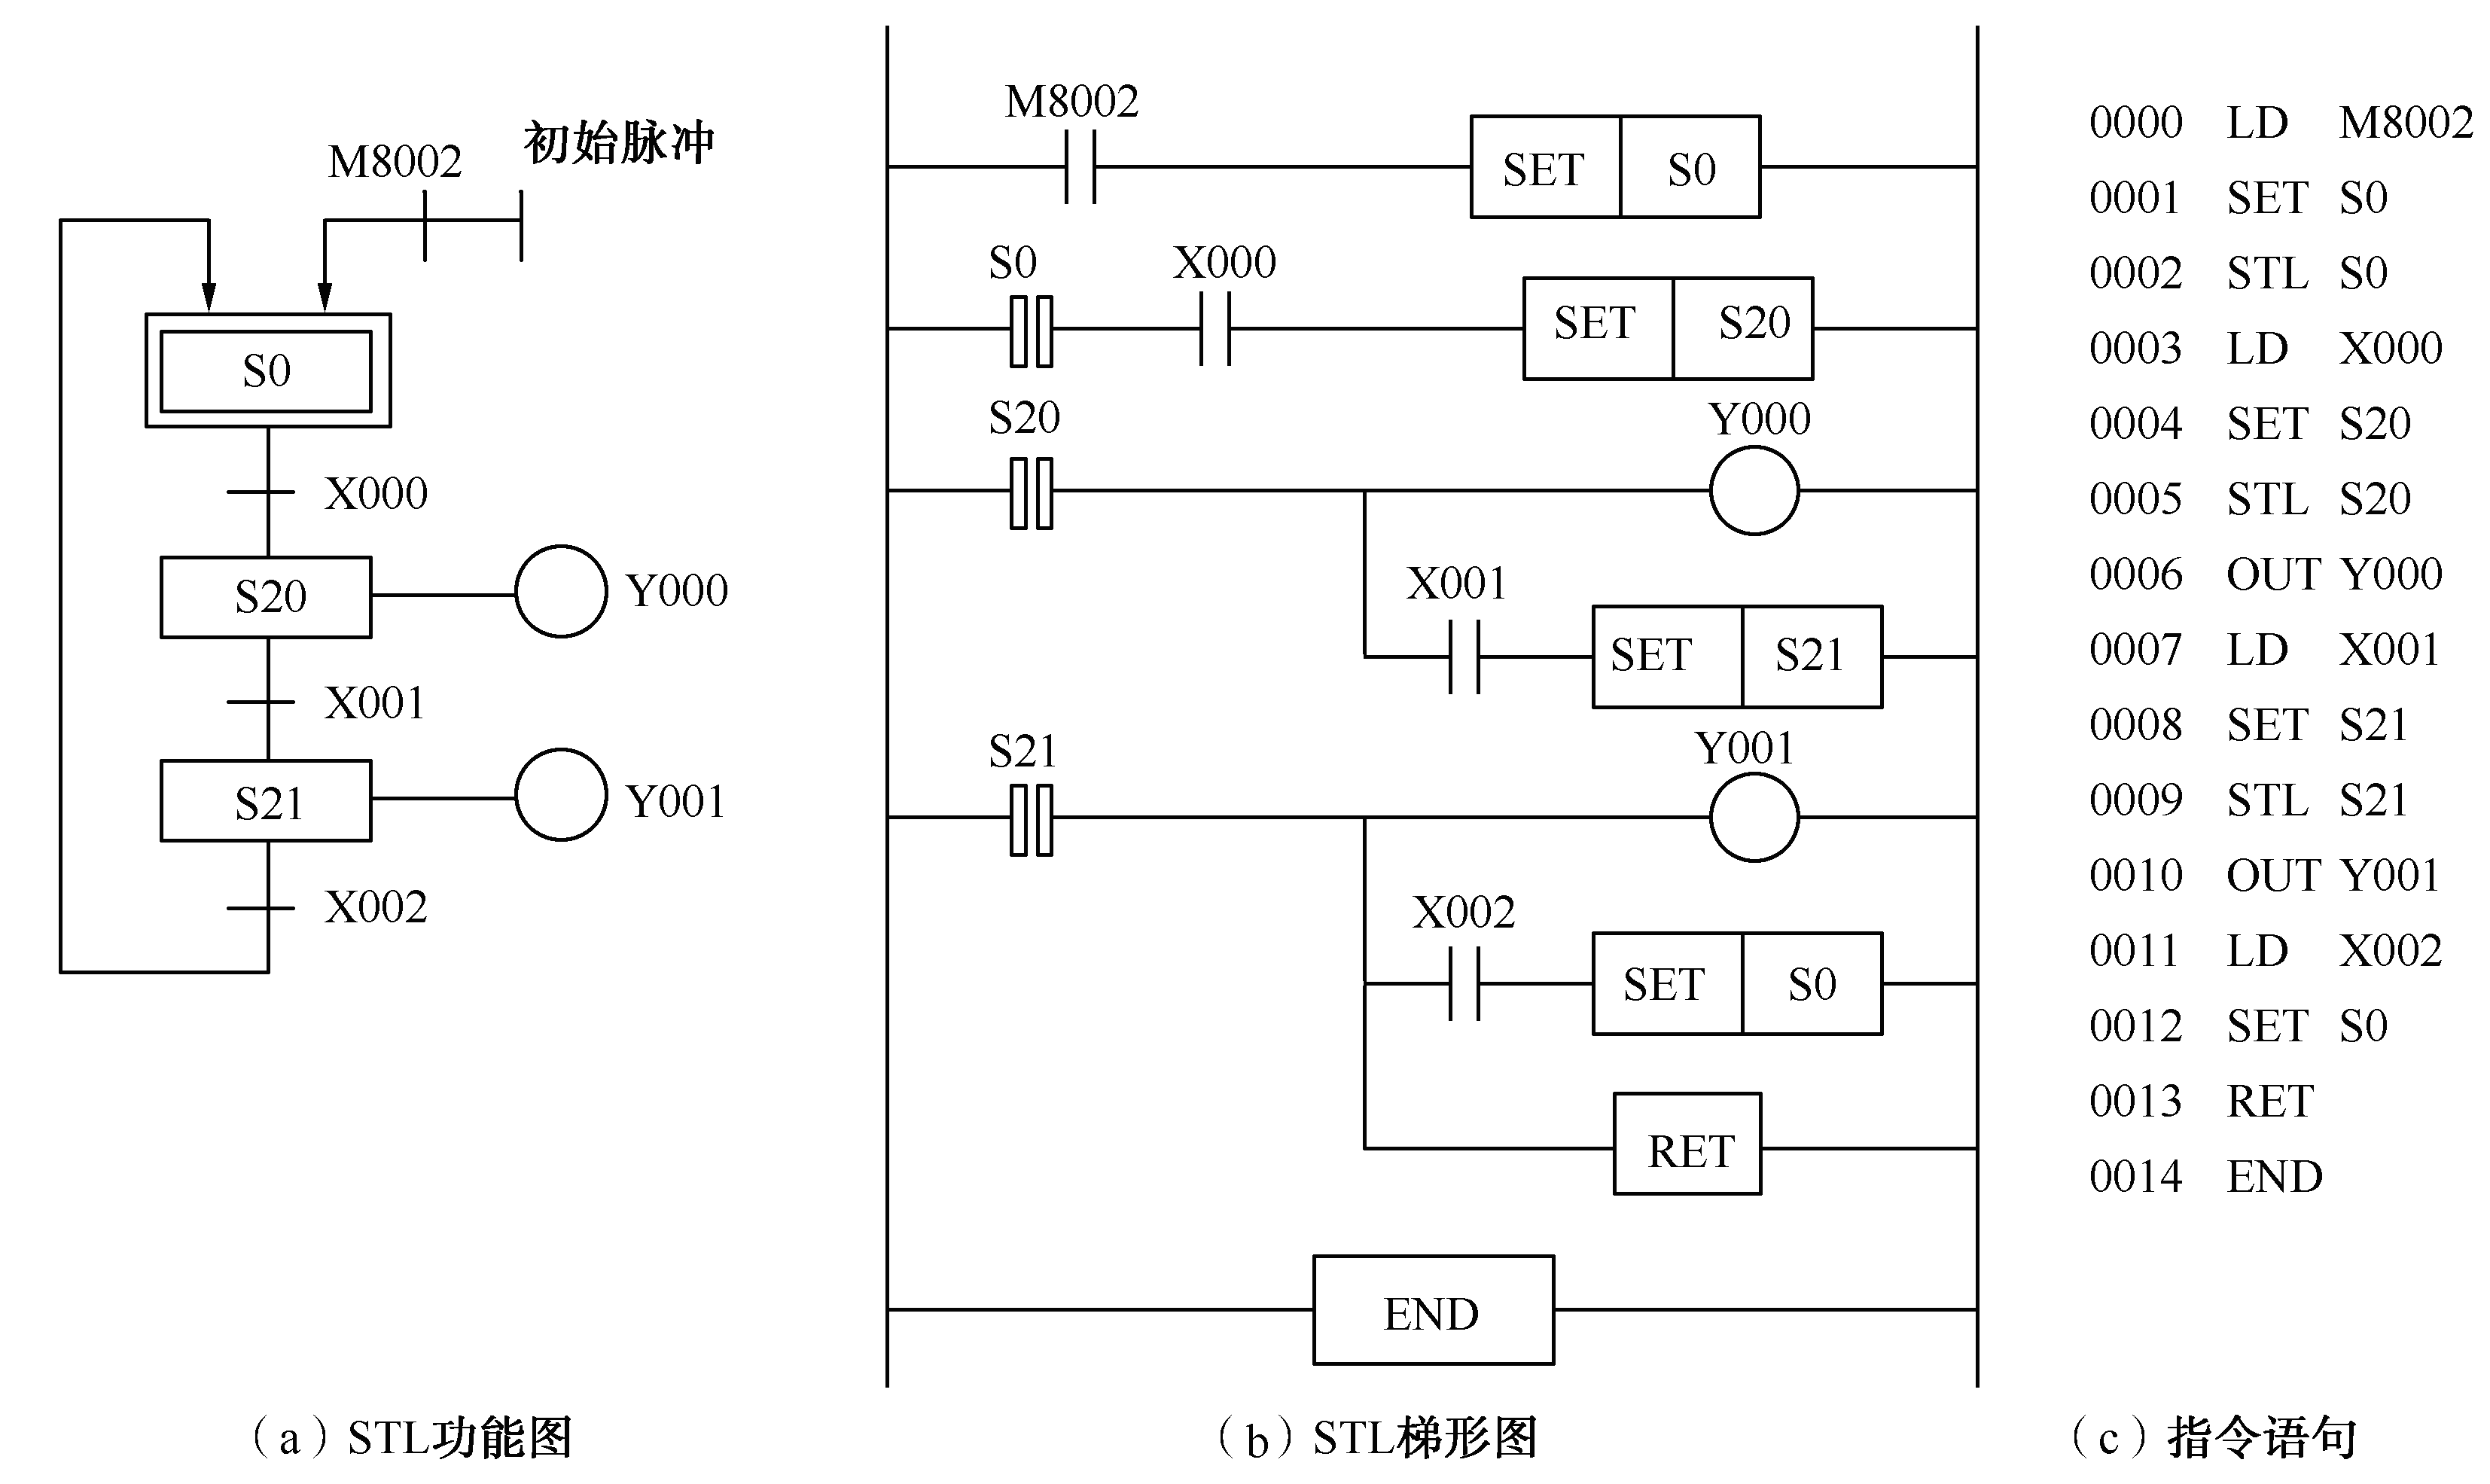 M8002 初始脉冲
S0
X000
S20 Y000
X001
S21 Y001
X002
(a) STL功能图
M8002
SET S0
S0 X000
SET S20
S20 Y000
X001
SET S21
S21 Y001
X002
SET S0
RET
END
(b) STL梯形图
0000 LD M8002
0001 SET S0
0002 STL S0
0003 LD X000
0004 SET S20
0005 STL S20
0006 OUT Y000
0007 LD X001
0008 SET S21
0009 STL S21
0010 OUT Y001
0011 LD X002
0012 SET S0
0013 RET
0014 END
(c) 指令语句